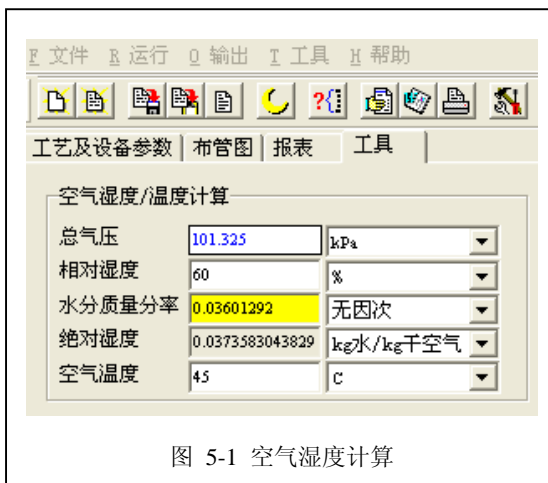 F 文件 R 运行 O 输出 I 工具 H 帮助
?{
工艺及设备参数 布管图 报表 工具
空气湿度/温度计算
总气压 101.325 kPa
相对湿度 60 %
水分质量分率 0.03601292 无因次
绝对湿度 0.0373583043829 kg水/kg干空气
空气温度 45 C
图 5-1 空气湿度计算